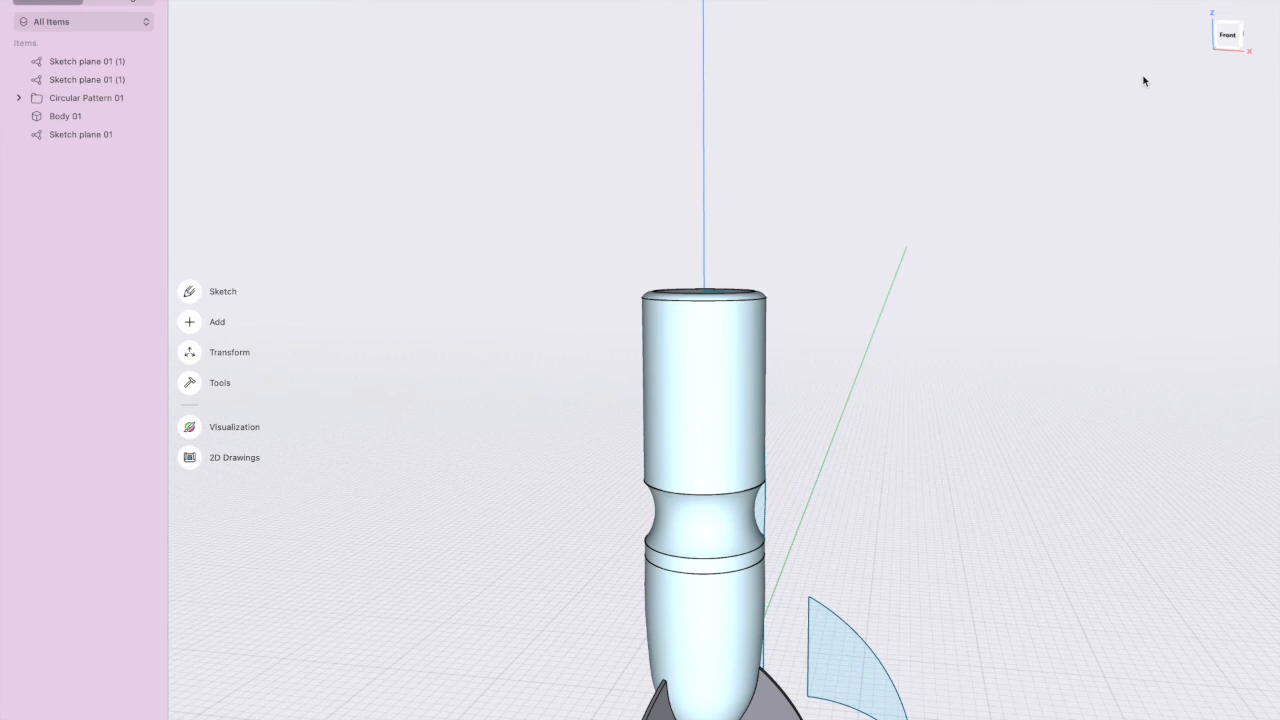 All Items
Items
Sketch plane 01 (1)
Sketch plane 01 (1)
Circular Pattern 01
Body 01
Sketch plane 01
Sketch
Add
Transform
Tools
Visualization
2D Drawings
Z
Front
X